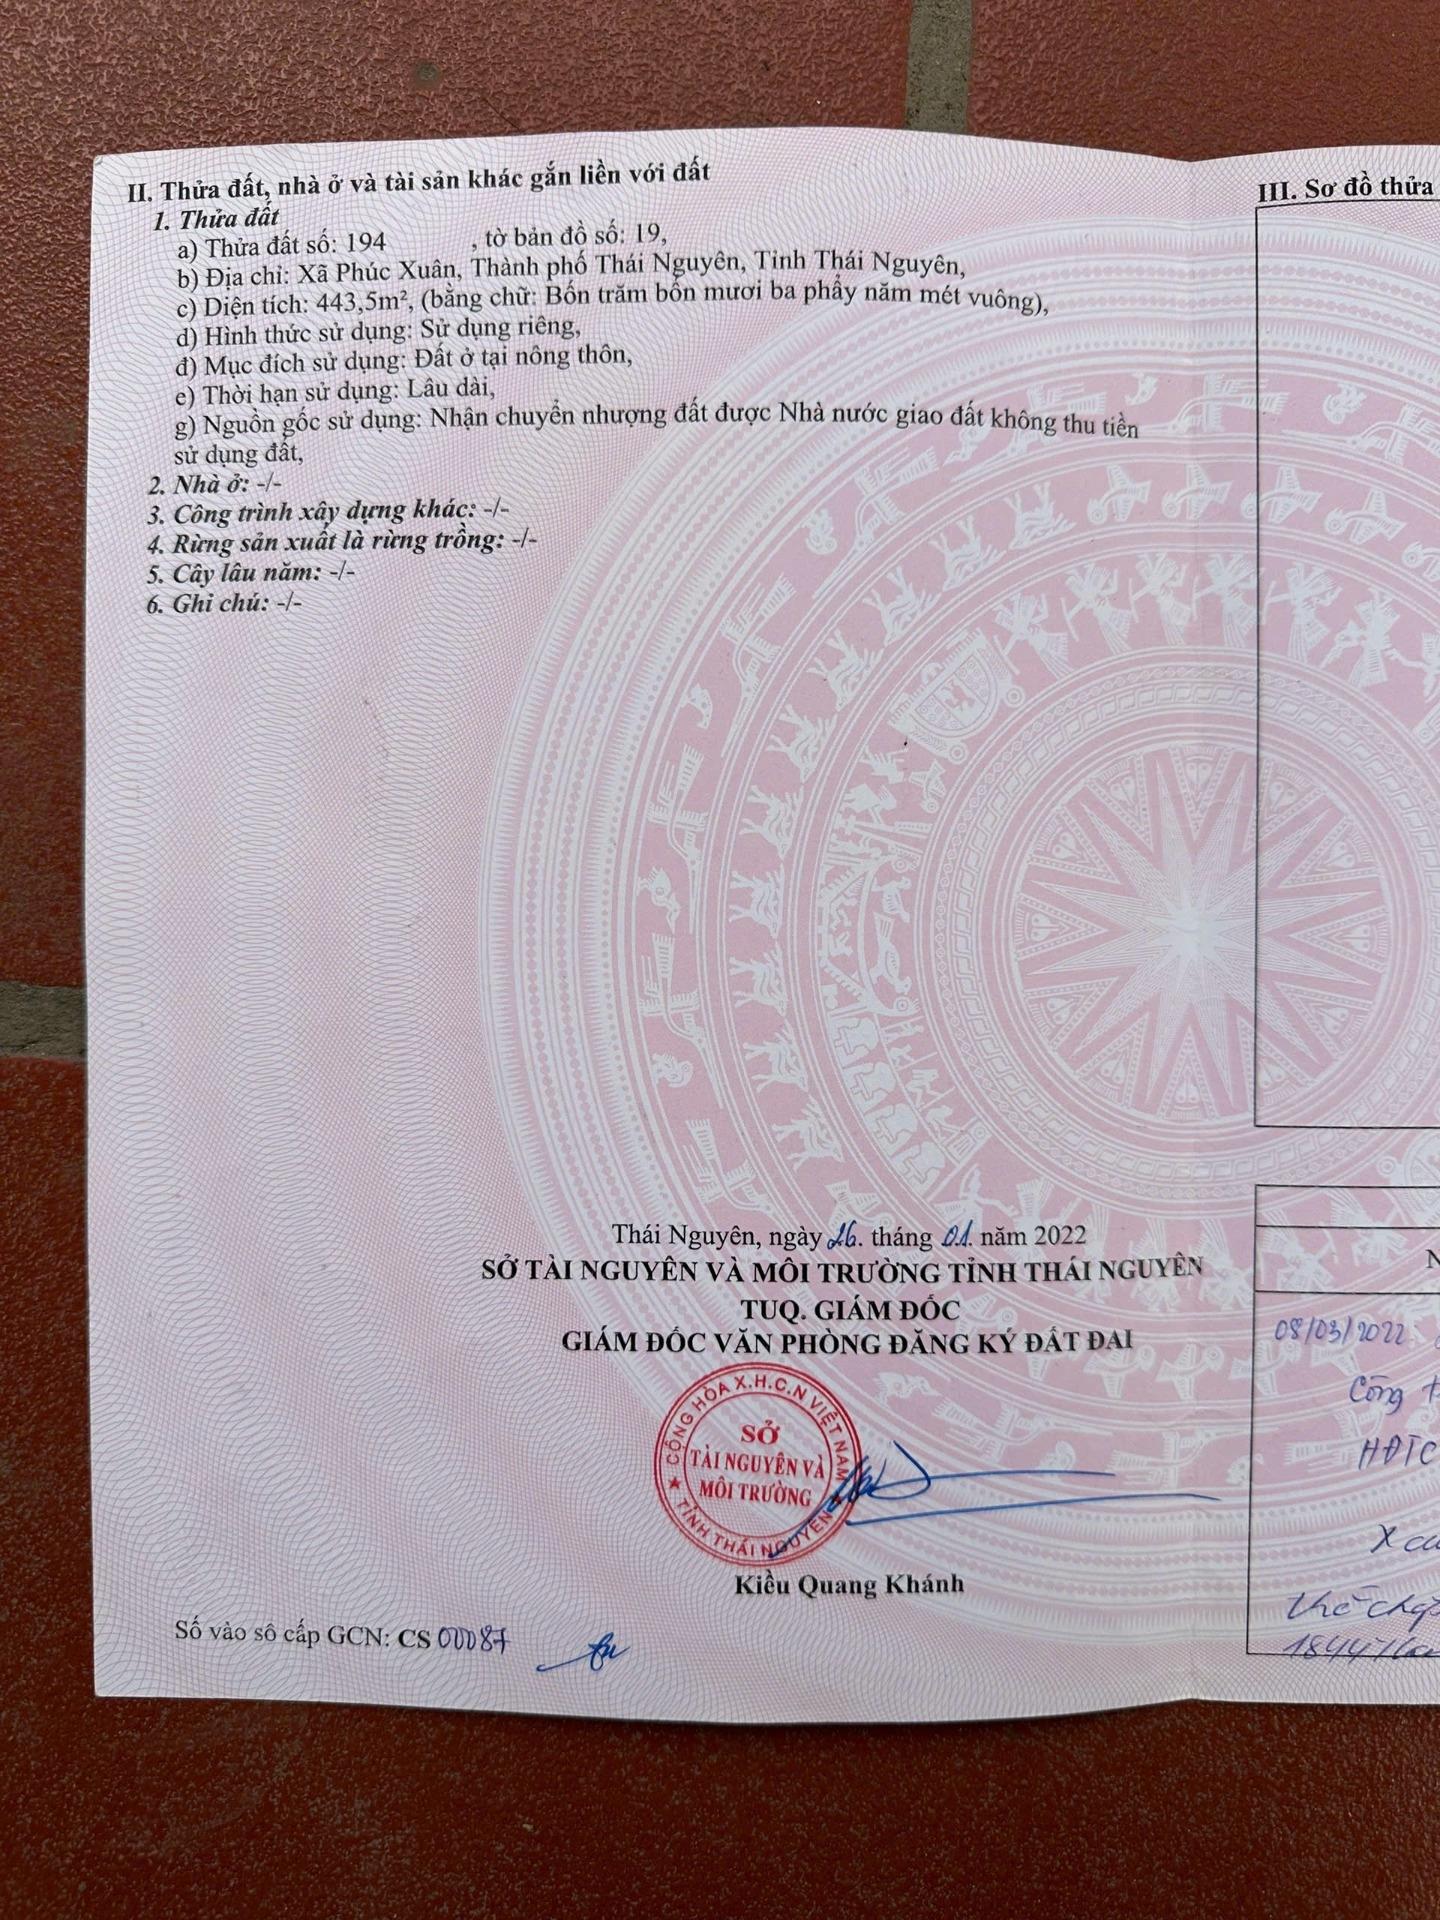 II. Thửa đất, nhà ở và tài sản khác gắn liền với đất
1. Thửa đất
a) Thửa đất số: 194 , tờ bản đồ số: 19,
b) Địa chỉ: Xã Phúc Xuân, Thành phố Thái Nguyên, Tỉnh Thái Nguyên,
c) Diện tích: 443,5m², (bằng chữ: Bốn trăm bốn mươi ba phẩy năm mét vuông),
d) Hình thức sử dụng: Sử dụng riêng,
đ) Mục đích sử dụng: Đất ở tại nông thôn,
e) Thời hạn sử dụng: Lâu dài,
g) Nguồn gốc sử dụng: Nhận chuyển nhượng đất được Nhà nước giao đất không thu tiền
sử dụng đất,
2. Nhà ở: -/-
3. Công trình xây dựng khác: -/-
4. Rừng sản xuất là rừng trồng: -/-
5. Cây lâu năm: -/-
6. Ghi chú: -/-
Thái Nguyên, ngày 26. tháng 01. năm 2022
SỞ TÀI NGUYÊN VÀ MÔI TRƯỜNG TỈNH THÁI NGUYÊN
TUQ. GIÁM ĐỐC
GIÁM ĐỐC VĂN PHÒNG ĐĂNG KÝ ĐẤT ĐAI
CỘNG HÒA X.H.C.N VIỆT NAM
SỞ
TÀI NGUYÊN VÀ
MÔI TRƯỜNG
TỈNH THÁI NGUYÊN
Kiều Quang Khánh
Số vào sổ cấp GCN: CS 00087
III. Sơ đồ thửa
N
08/03/2022
Công
HĐTC
X
thế